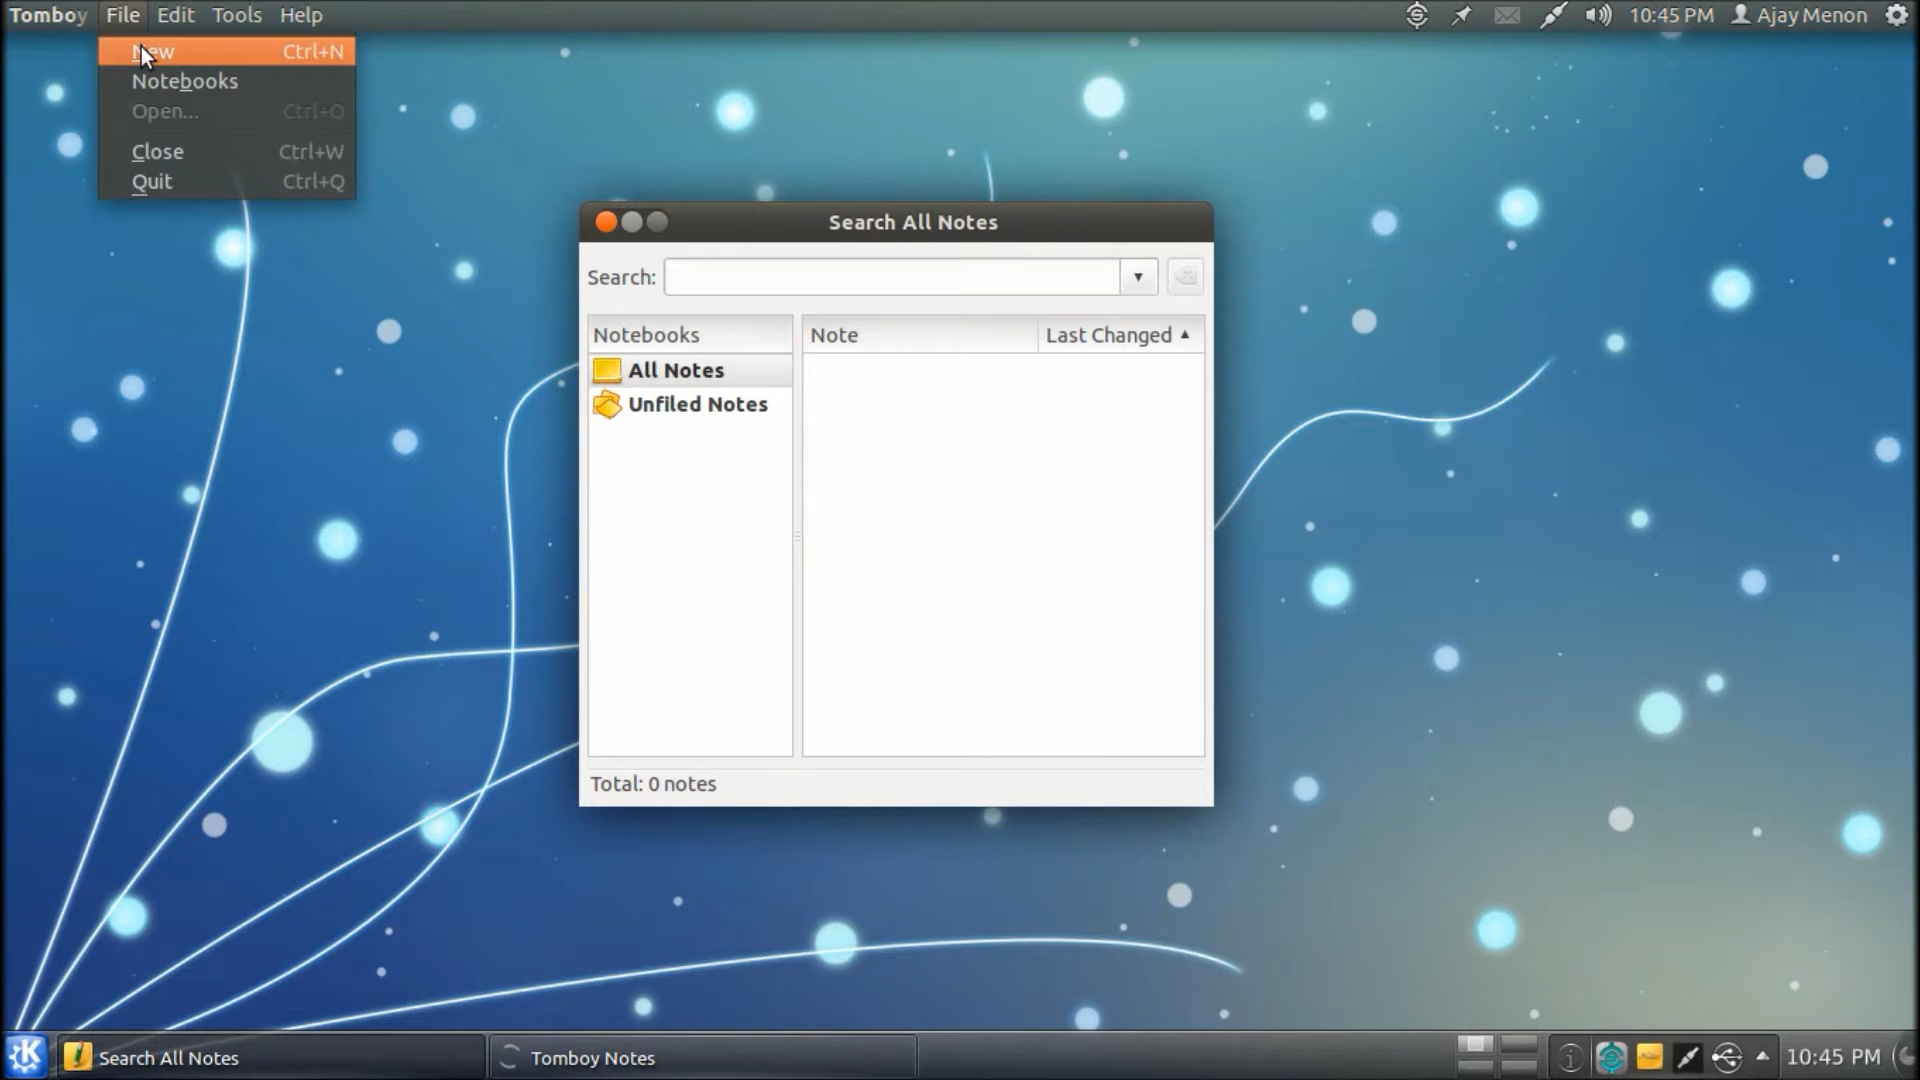 Tomboy File Edit Tools Help 10:45 PM Ajay Menon
New Ctrl+N
Notebooks
Open... Ctrl+O
Close Ctrl+W
Quit Ctrl+Q
Search All Notes
Search:
Notebooks Note Last Changed
All Notes
Unfiled Notes
Total: 0 notes
Search All Notes Tomboy Notes 10:45 PM